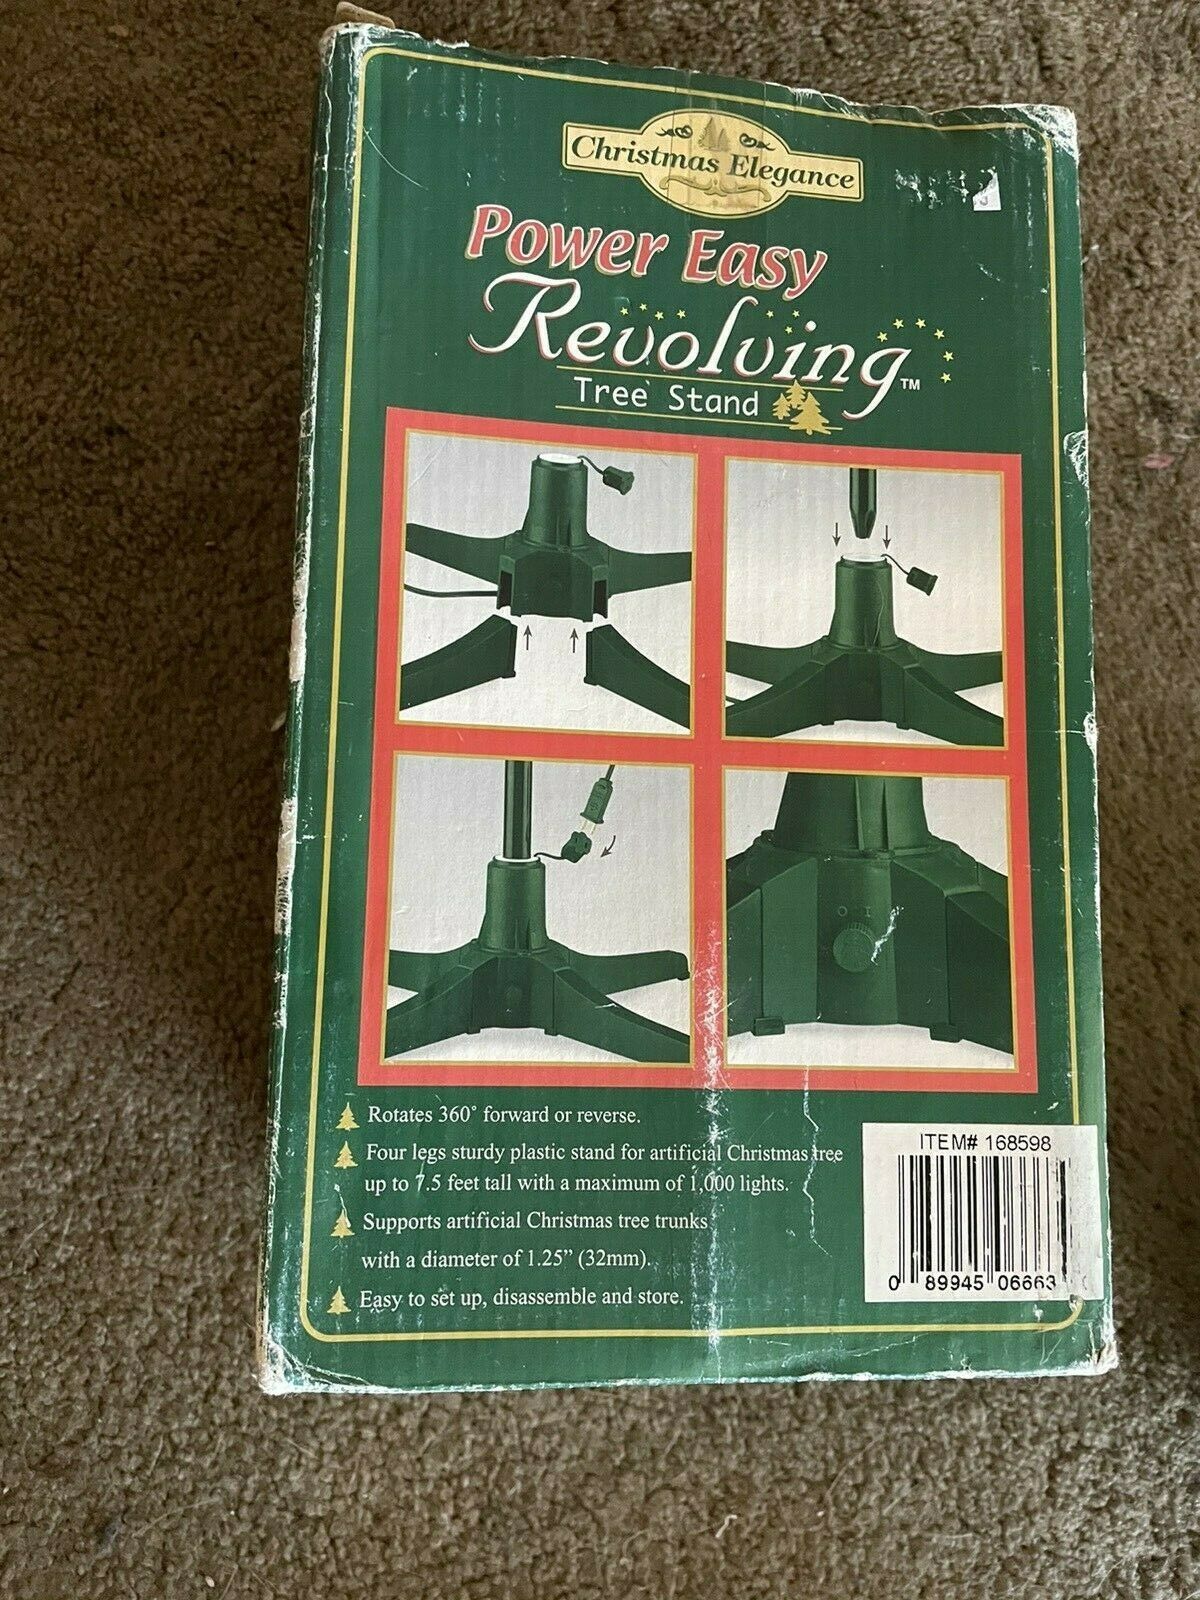 Christmas Elegance
Power Easy
Revolving™
Tree Stand
O I
Rotates 360° forward or reverse.
Four legs sturdy plastic stand for artificial Christmas tree
up to 7.5 feet tall with a maximum of 1,000 lights.
Supports artificial Christmas tree trunks
with a diameter of 1.25” (32mm).
Easy to set up, disassemble and store.
ITEM# 168598
0 89945 06663